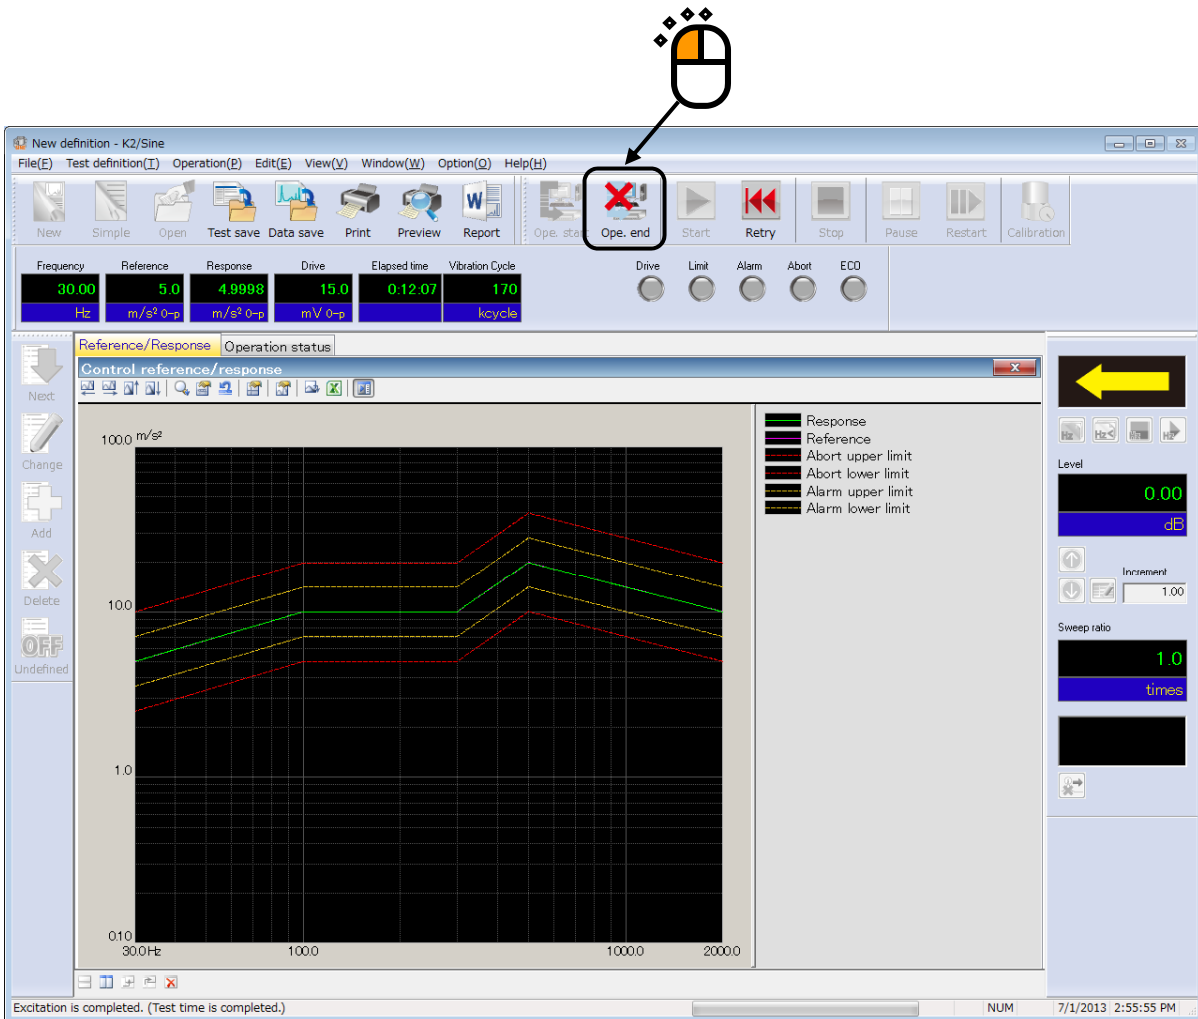 New definition - K2/Sine
File(F) Test definition(T) Operation(P) Edit(E) View(V) Window(W) Option(O) Help(H)
New Simple Open Test save Data save Print Preview Report Ope. start Ope. end Start Retry Stop Pause Restart Calibration
Frequency Reference Response Drive Elapsed time Vibration Cycle Drive Limit Alarm Abort ECO
30.00 5.0 4.9998 15.0 0:12:07 170
Hz m/s² 0-p m/s² 0-p mV 0-p kcycle
Reference/Response Operation status
Control reference/response
Next
Change
Add
Delete
OFF
Undefined
100.0 m/s²
10.0
1.0
0.10
30.0 Hz 100.0 1000.0 2000.0
Response
Reference
Abort upper limit
Abort lower limit
Alarm upper limit
Alarm lower limit
Level
0.00
dB
Increment
1.00
Sweep ratio
1.0
times
Excitation is completed. (Test time is completed.) NUM 7/1/2013 2:55:55 PM